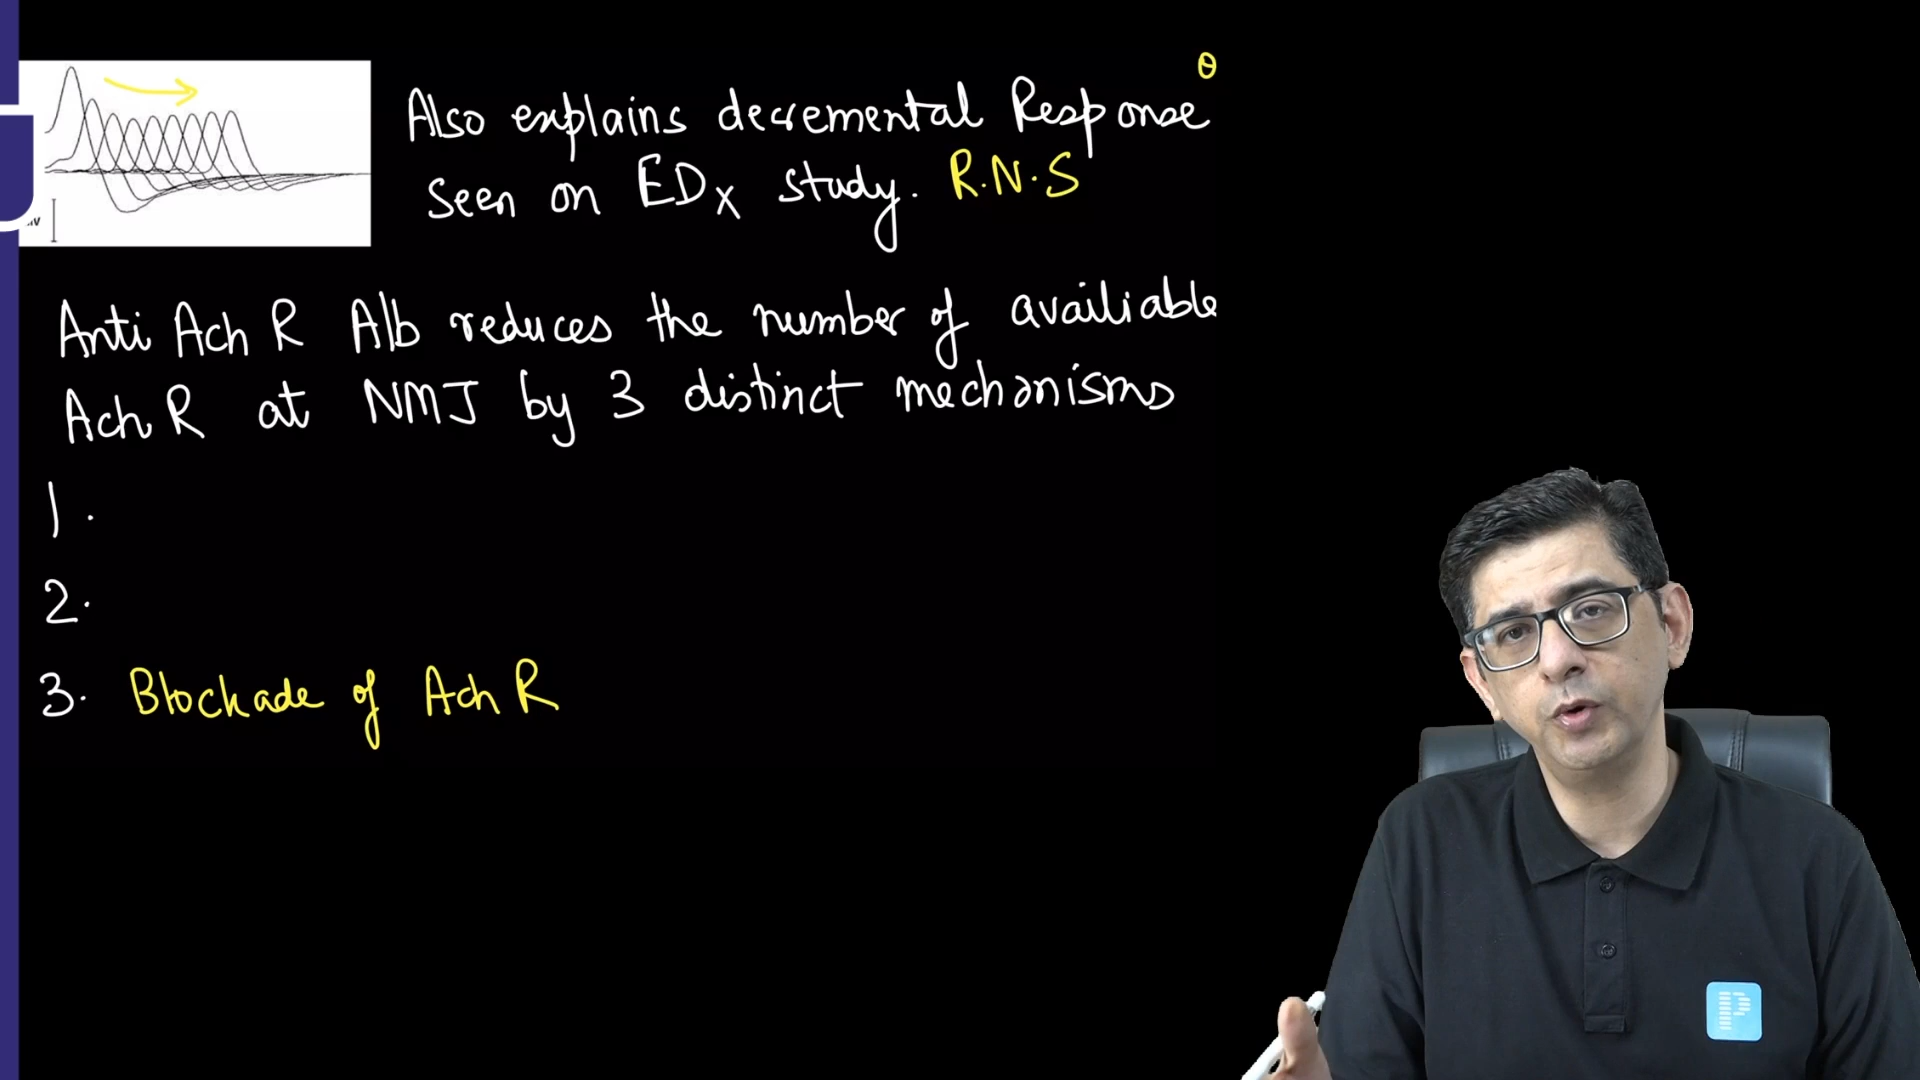 θ
Also explains decremental Response
seen on EDx study. R.N.S
Anti Ach R Alb reduces the number of availiable
Ach R at NMJ by 3 distinct mechanisms
1.
2.
3. Blockade of Ach R
P